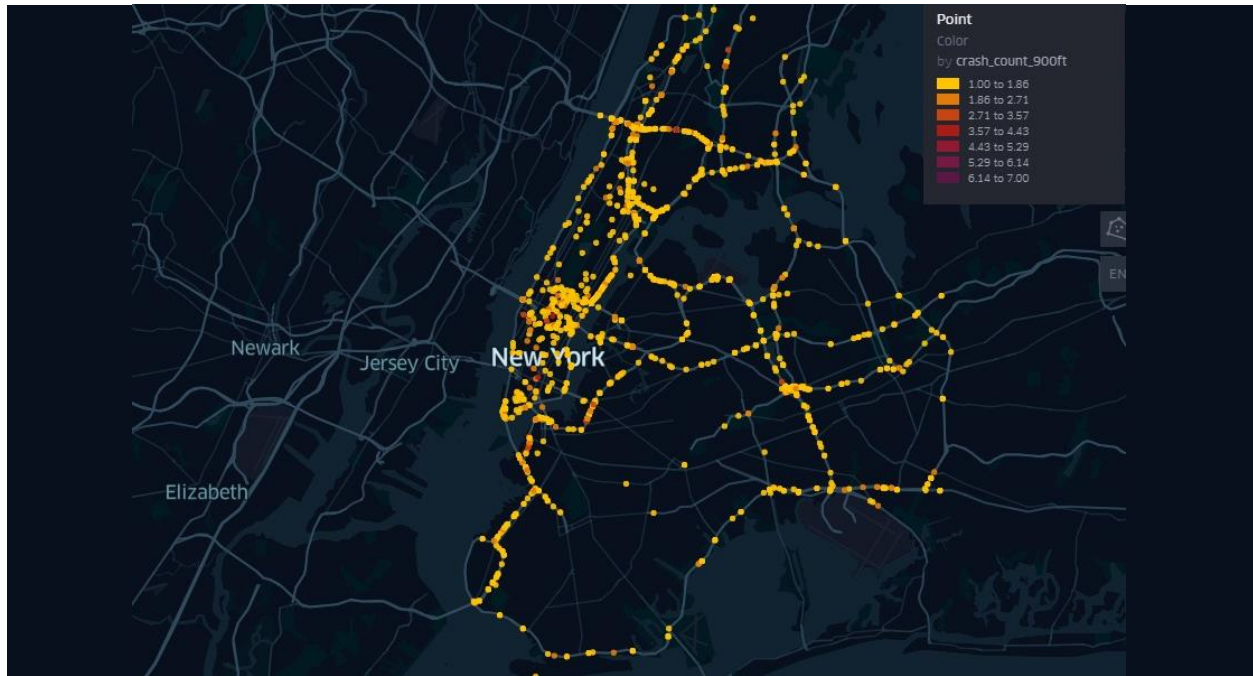 Point
Color
by crash_count_900ft
1.00 to 1.86
1.86 to 2.71
2.71 to 3.57
3.57 to 4.43
4.43 to 5.29
5.29 to 6.14
6.14 to 7.00
EN
Newark
Jersey City
New York
Elizabeth